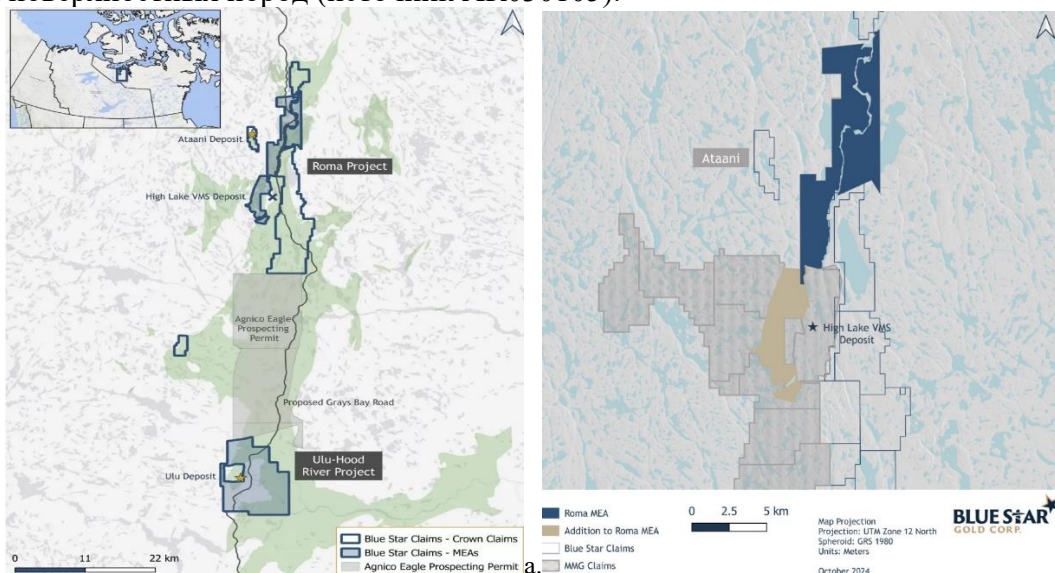 поверхностных пород (источник AR050105).
Ataani Deposit
Roma Project
High Lake VMS Deposit
Agnico Eagle
Prospecting
Permit
Proposed Grays Bay Road
Ulu-Hood
River Project
Ulu Deposit
Blue Star Claims - Crown Claims
Blue Star Claims - MEAs
Agnico Eagle Prospecting Permit
0 11 22 km
а.
Ataani
High Lake VMS
Deposit
Roma MEA
Addition to Roma MEA
Blue Star Claims
MMG Claims
0 2.5 5 km
Map Projection
Projection: UTM Zone 12 North
Spheroid: GRS 1980
Units: Meters
October 2024
BLUE STAR
GOLD CORP.